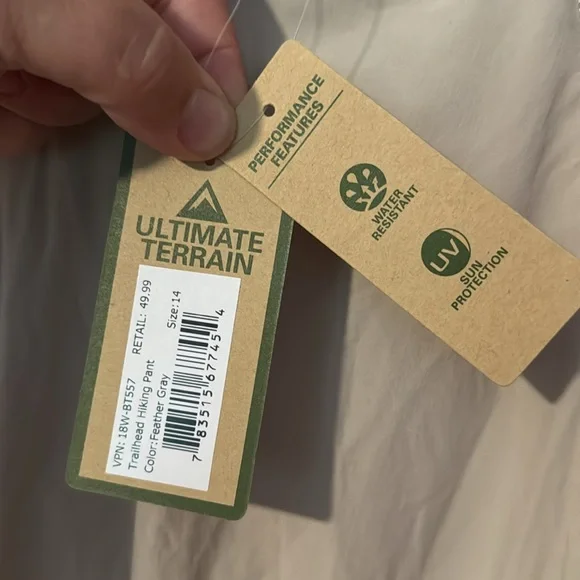 PERFORMANCE
FEATURES
WATER
RESISTANT
UV
SUN
PROTECTION
ULTIMATE
TERRAIN
VPN: 18W-BT557 RETAIL: 49.99
Trailhead Hiking Pant
Color:Feather Gray Size:14
7 83515 67745 4